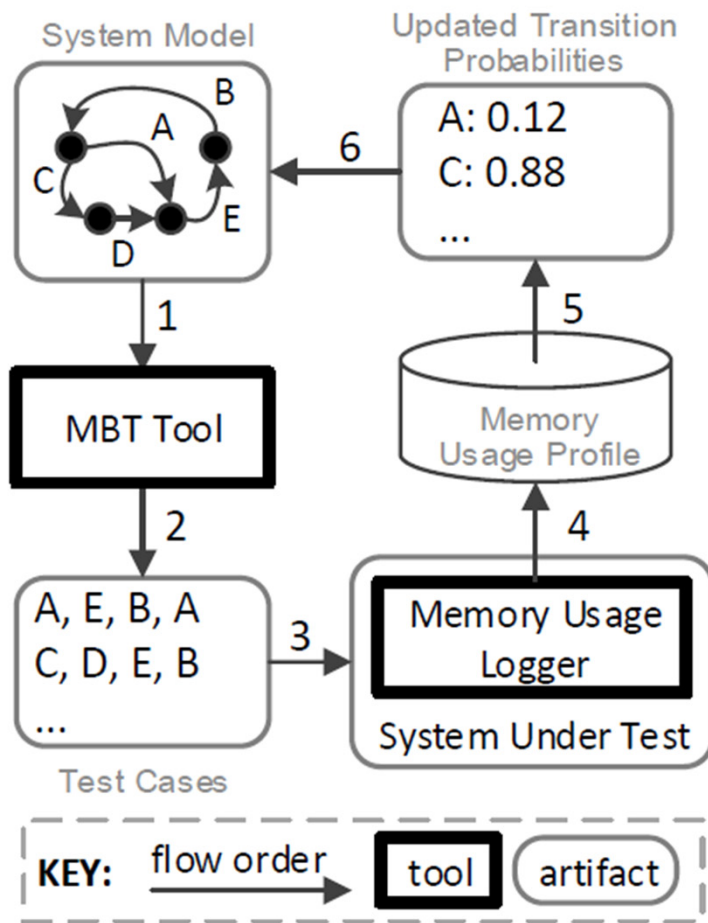 System Model
B
A
C
E
D
Updated Transition
Probabilities
A: 0.12
C: 0.88
...
6
1
5
MBT Tool
Memory
Usage Profile
2
4
A, E, B, A
C, D, E, B
...
3
Memory Usage
Logger
System Under Test
Test Cases
KEY:
flow order
tool
artifact